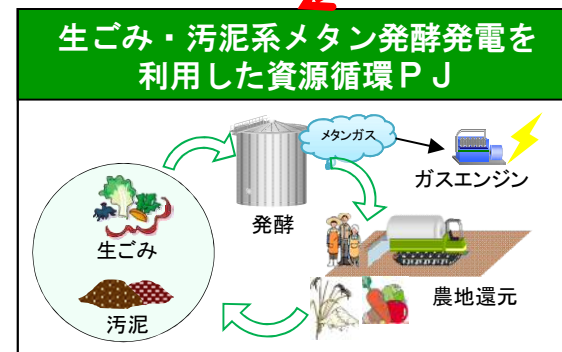 生ごみ・汚泥系メタン発酵発電を
利用した資源循環ＰＪ
メタンガス
ガスエンジン
発酵
生ごみ
農地還元
汚泥